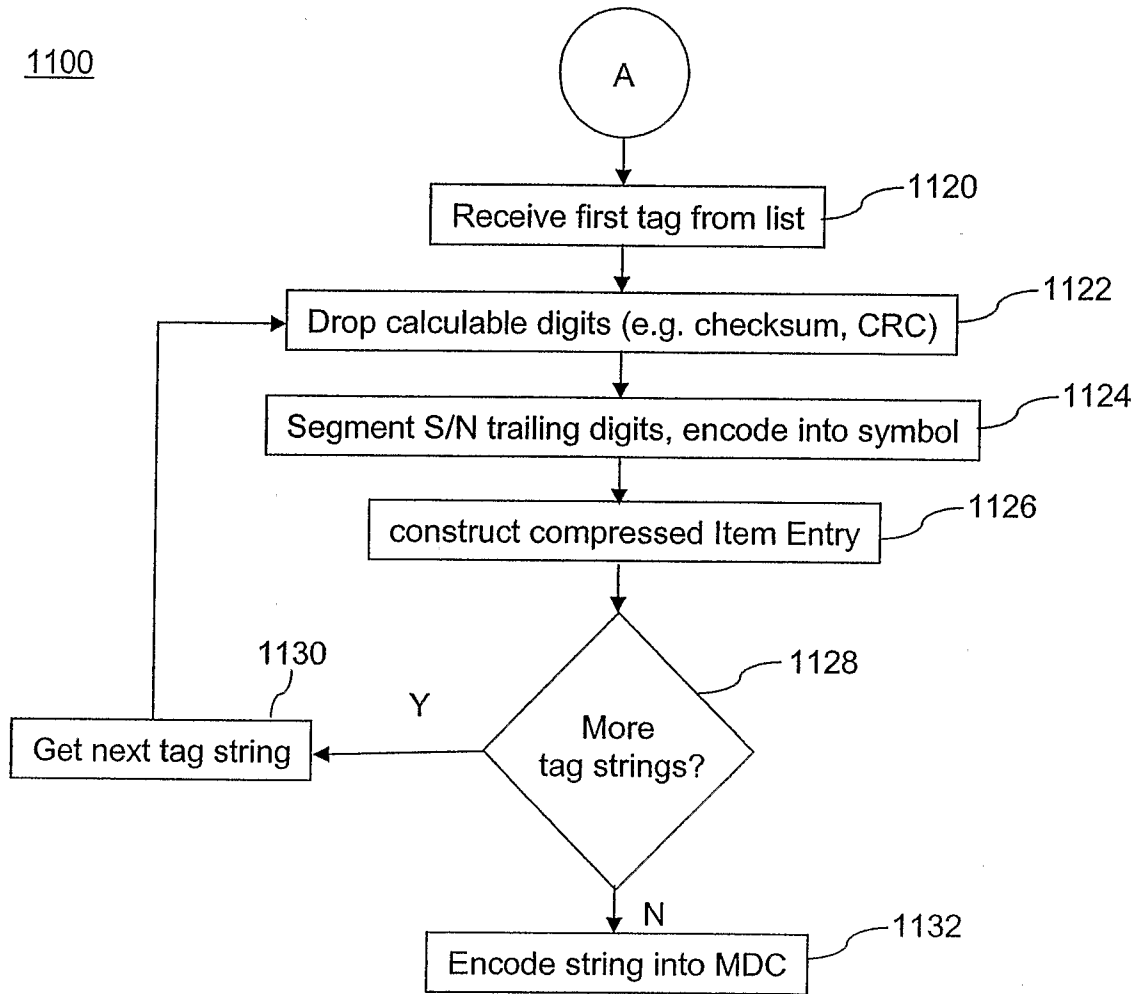 1100
A
1120
Receive first tag from list
1122
Drop calculable digits (e.g. checksum, CRC)
1124
Segment S/N trailing digits, encode into symbol
1126
construct compressed Item Entry
1128
More
tag strings?
Y
1130
Get next tag string
N
1132
Encode string into MDC